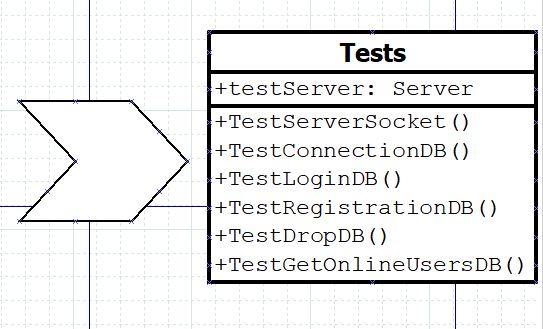 Tests
+testServer: Server
+TestServerSocket()
+TestConnectionDB()
+TestLoginDB()
+TestRegistrationDB()
+TestDropDB()
+TestGetOnlineUsersDB()